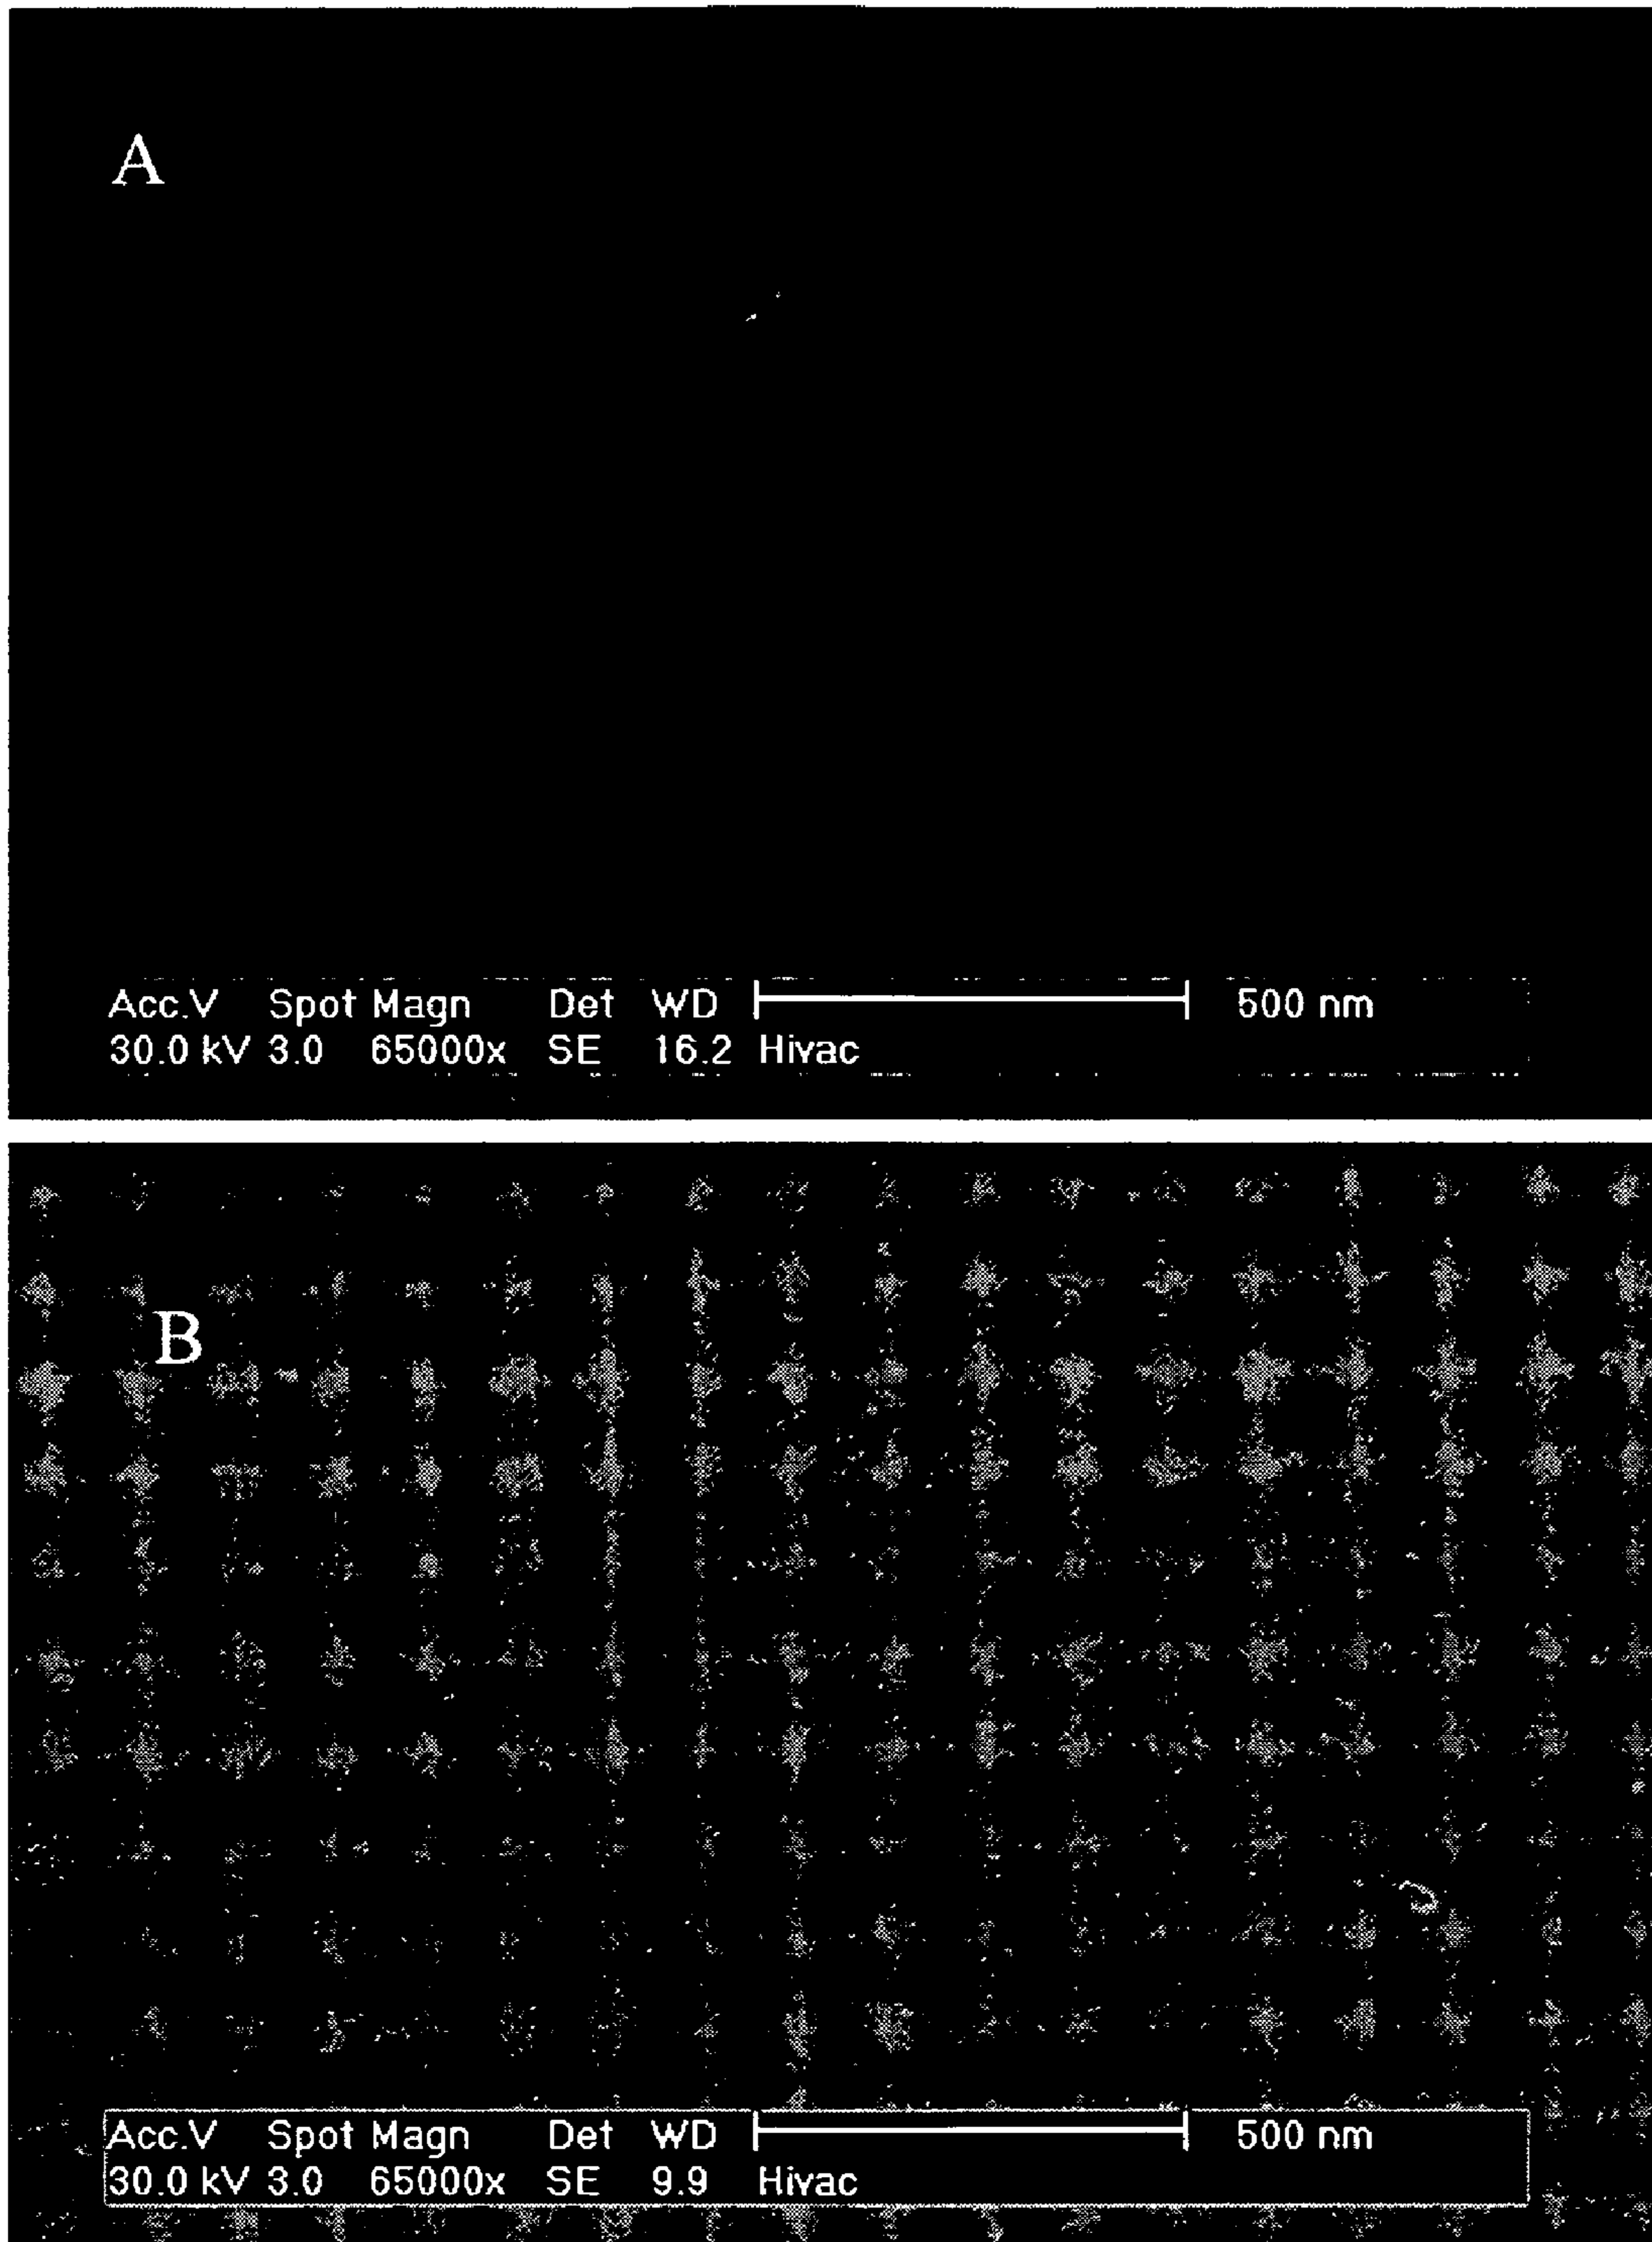 A
Acc.V Spot Magn Det WD 500 nm
30.0 kV 3.0 65000x SE 16.2 Hivac
B
Acc.V Spot Magn Det WD 500 nm
30.0 kV 3.0 65000x SE 9.9 Hivac